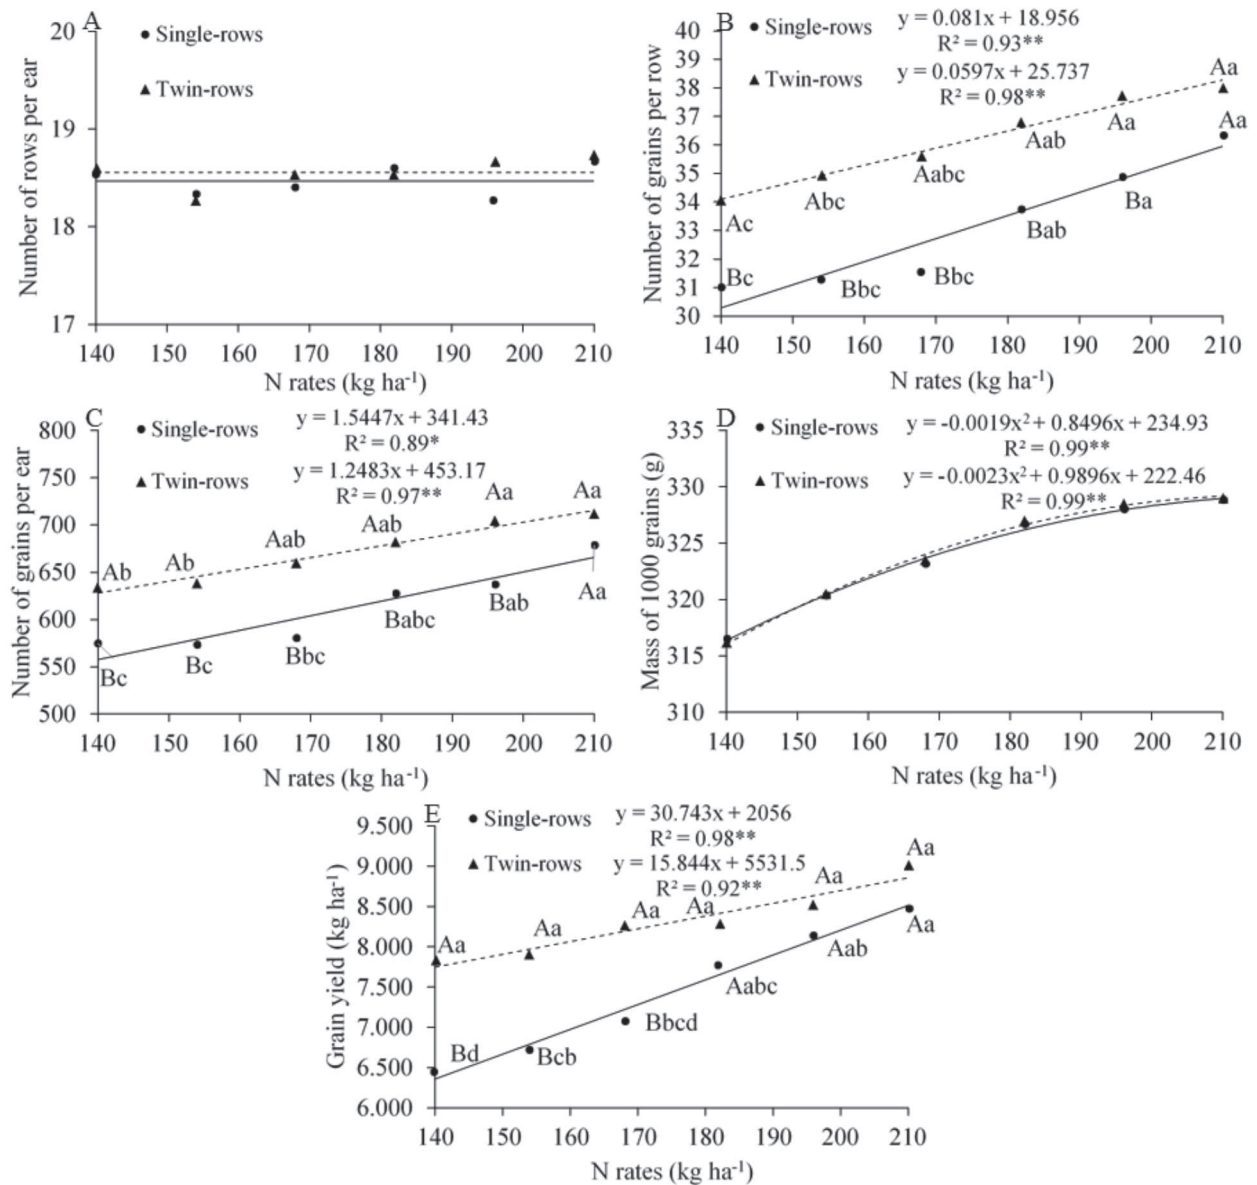 A
20
19
18
17
Number of rows per ear
Single-rows
Twin-rows
140 150 160 170 180 190 200 210
N rates (kg ha⁻¹)
B
40
39
38
37
36
35
34
33
32
31
30
Number of grains per row
Single-rows y = 0.081x + 18.956
R² = 0.93**
Twin-rows y = 0.0597x + 25.737
R² = 0.98**
Aa
Aa
Aa
Aab
Aabc
Abc
Ac
Ba
Bab
Bbc
Bbc
Bc
140 150 160 170 180 190 200 210
N rates (kg ha⁻¹)
C
800
750
700
650
600
550
500
Number of grains per ear
Single-rows y = 1.5447x + 341.43
R² = 0.89*
Twin-rows y = 1.2483x + 453.17
R² = 0.97**
Ab
Ab
Aab
Aab
Aa
Aa
Bc
Bc
Bbc
Babc
Bab
Aa
140 150 160 170 180 190 200 210
N rates (kg ha⁻¹)
D
335
330
325
320
315
310
Mass of 1000 grains (g)
Single-rows y = -0.0019x² + 0.8496x + 234.93
R² = 0.99**
Twin-rows y = -0.0023x² + 0.9896x + 222.46
R² = 0.99**
140 150 160 170 180 190 200 210
N rates (kg ha⁻¹)
E
9.500
9.000
8.500
8.000
7.500
7.000
6.500
6.000
Grain yield (kg ha⁻¹)
Single-rows y = 30.743x + 2056
R² = 0.98**
Twin-rows y = 15.844x + 5531.5
R² = 0.92**
Aa
Aa
Aa
Aa
Aa
Aa
Bd
Bcb
Bbcd
Aabc
Aab
Aa
140 150 160 170 180 190 200 210
N rates (kg ha⁻¹)